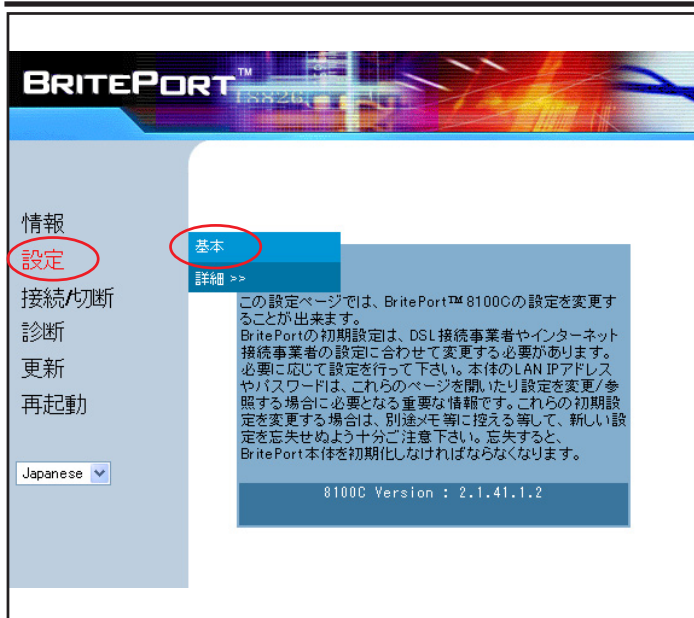 BRITEPORT™
情報
設定
接続/切断
診断
更新
再起動
Japanese
基本
詳細 >>
この設定ページでは、BritePort™ 8100Cの設定を変更す
ることが出来ます。
BritePortの初期設定は、DSL接続事業者やインターネット
接続事業者の設定に合わせて変更する必要があります。
必要に応じて設定を行って下さい。本体のLAN IPアドレス
やパスワードは、これらのページを開いたり設定を変更/参
照する場合に必要となる重要な情報です。これらの初期設
定を変更する場合は、別途メモ等に控える等して、新しい設
定を忘失せぬよう十分ご注意下さい。忘失すると、
BritePort本体を初期化しなければならなくなります。
8100C Version : 2.1.41.1.2